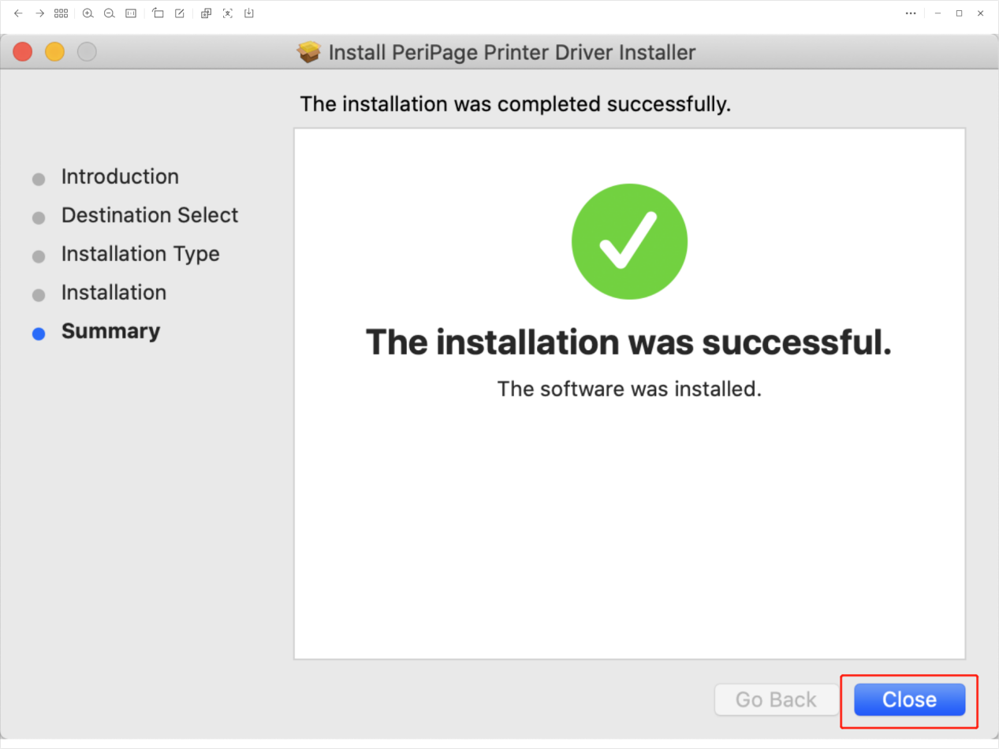 Install PeriPage Printer Driver Installer
The installation was completed successfully.
Introduction
Destination Select
Installation Type
Installation
Summary
The installation was successful.
The software was installed.
Go Back
Close